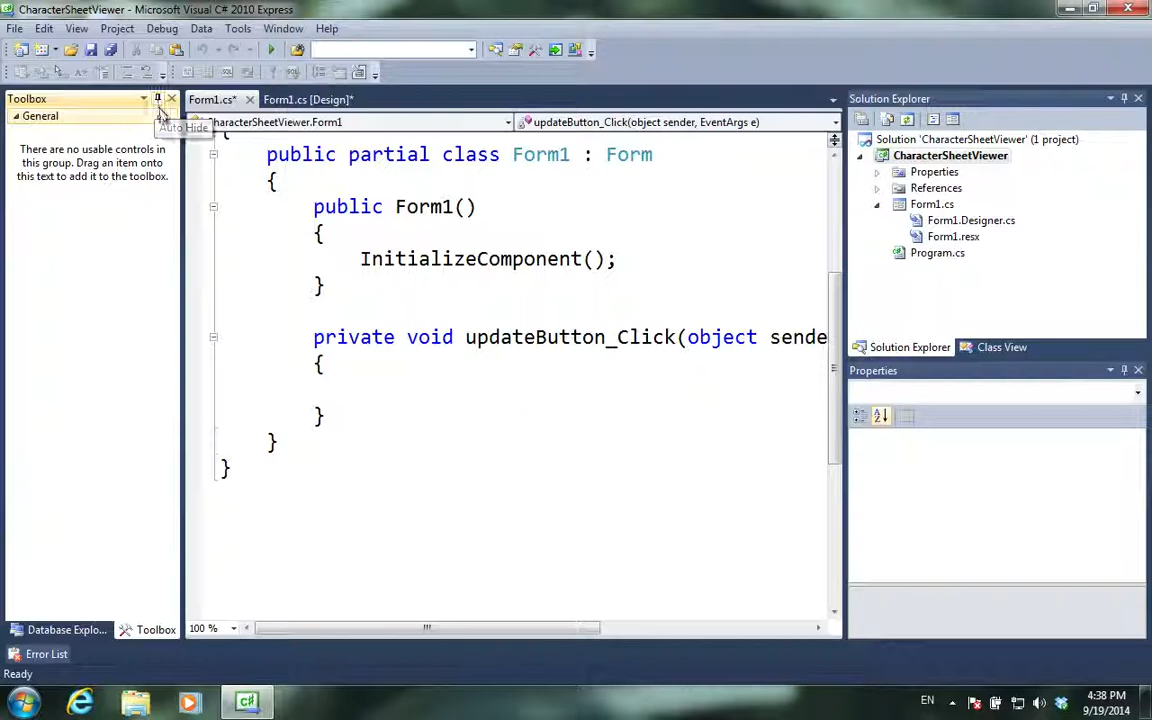 CharacterSheetViewer - Microsoft Visual C# 2010 Express
File Edit View Project Debug Data Tools Window Help
Toolbox
General
Auto Hide
There are no usable controls in
this group. Drag an item onto
this text to add it to the toolbox.
Database Explo...
Toolbox
Form1.cs*
Form1.cs [Design]*
CharacterSheetViewer.Form1
updateButton_Click(object sender, EventArgs e)
{
public partial class Form1 : Form
{
public Form1()
{
InitializeComponent();
}
private void updateButton_Click(object sende
{
}
}
}
100 %
Solution Explorer
Solution 'CharacterSheetViewer' (1 project)
CharacterSheetViewer
Properties
References
Form1.cs
Form1.Designer.cs
Form1.resx
Program.cs
Solution Explorer
Class View
Properties
Error List
Ready
EN
4:38 PM
9/19/2014